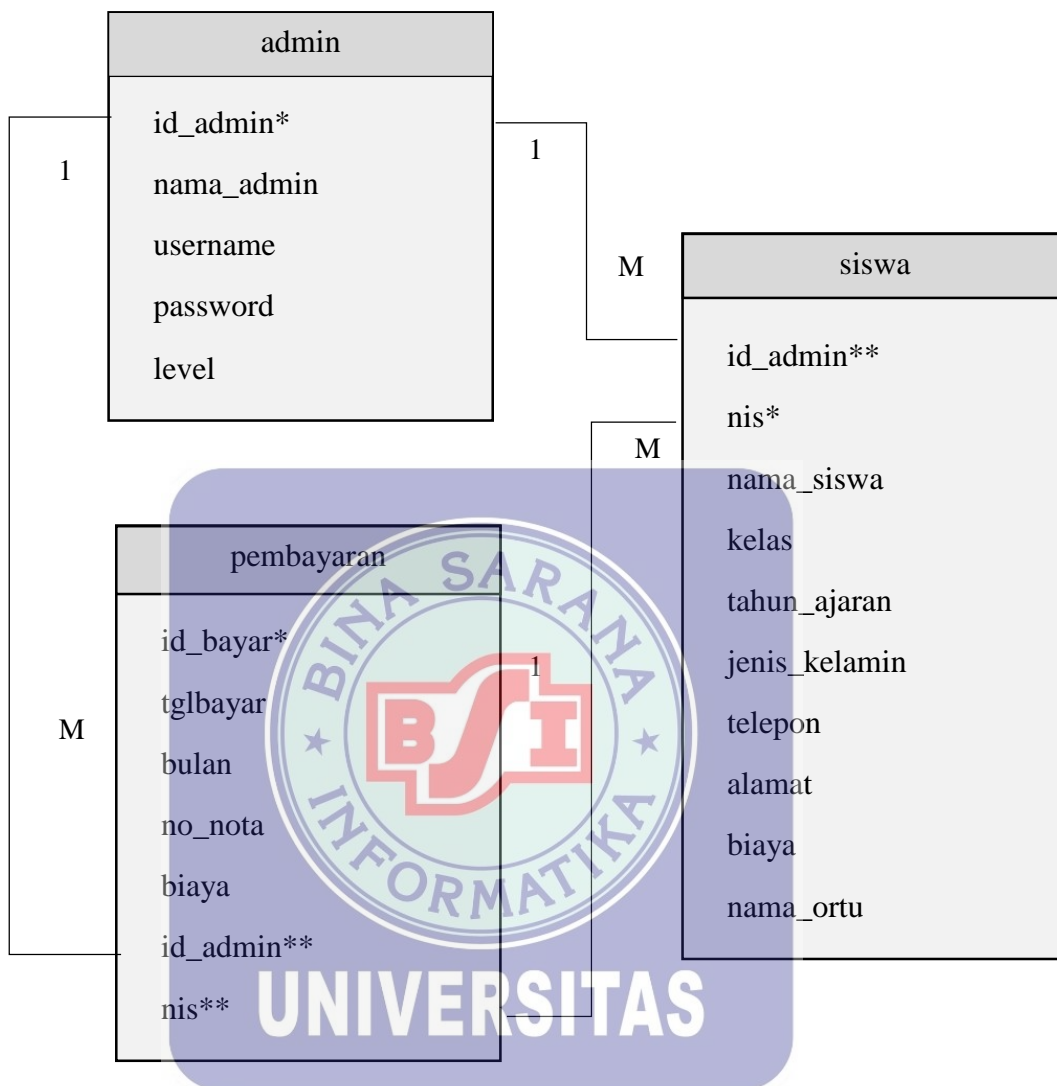 admin
id_admin*
nama_admin
username
password
level
1
1
M
siswa
id_admin**
nis*
nama_siswa
kelas
tahun_ajaran
jenis_kelamin
telepon
alamat
biaya
nama_ortu
M
1
M
pembayaran
id_bayar*
tglbayar
bulan
no_nota
biaya
id_admin**
nis**
BINA SARANA
BSI
INFORMATIKA
UNIVERSITAS